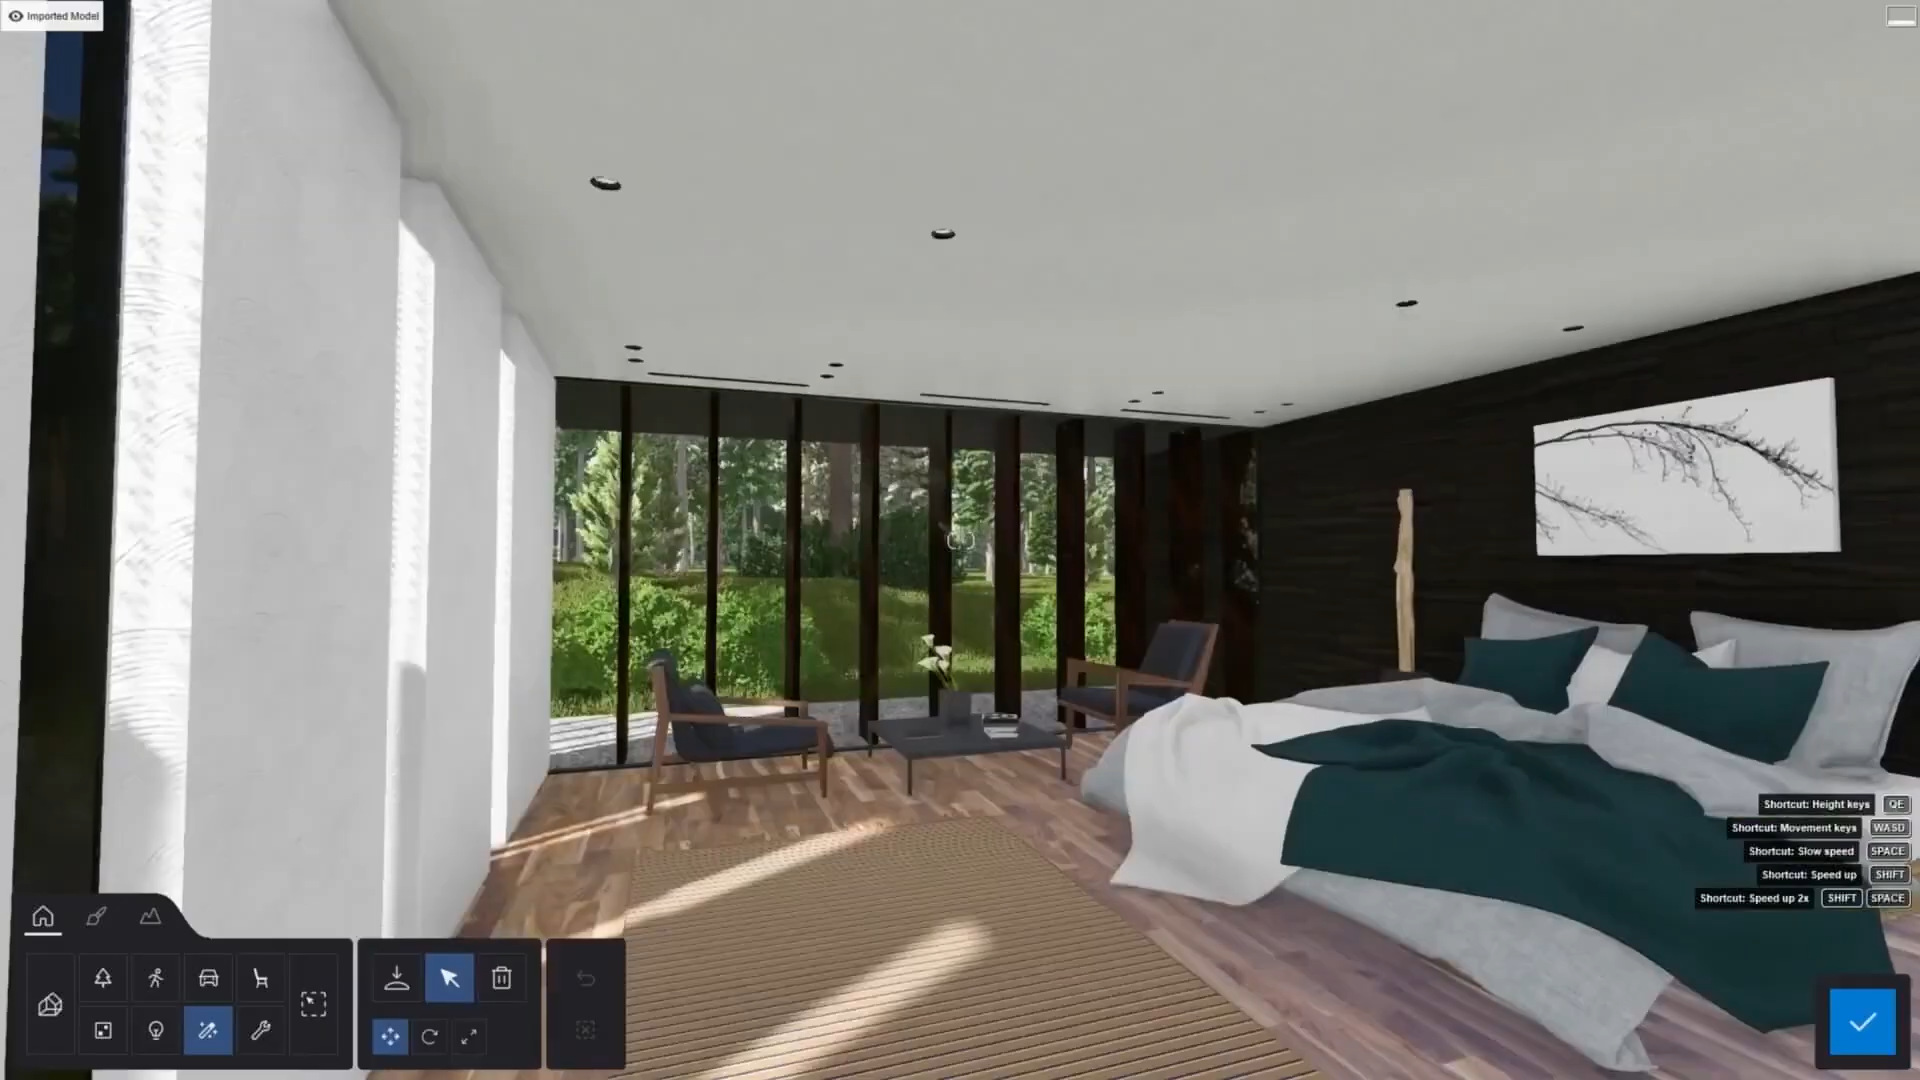 Imported Model
Shortcut: Height keys QE
Shortcut: Movement keys WASD
Shortcut: Slow speed SPACE
Shortcut: Speed up SHIFT
Shortcut: Speed up 2x SHIFT SPACE